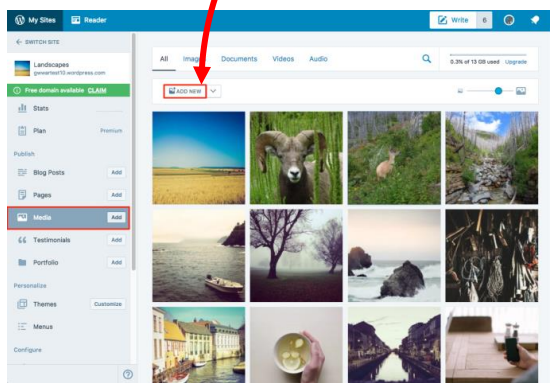 My Sites
Reader
Write 6
SWITCH SITE
Landscapes
gweartest10.wordpress.com
Free domain available CLAIM
Stats
Plan Premium
Publish
Blog Posts Add
Pages Add
Media Add
Testimonials Add
Portfolio Add
Personalize
Themes Customize
Menus
Configure
All Images Documents Videos Audio
0.3% of 13 GB used Upgrade
ADD NEW